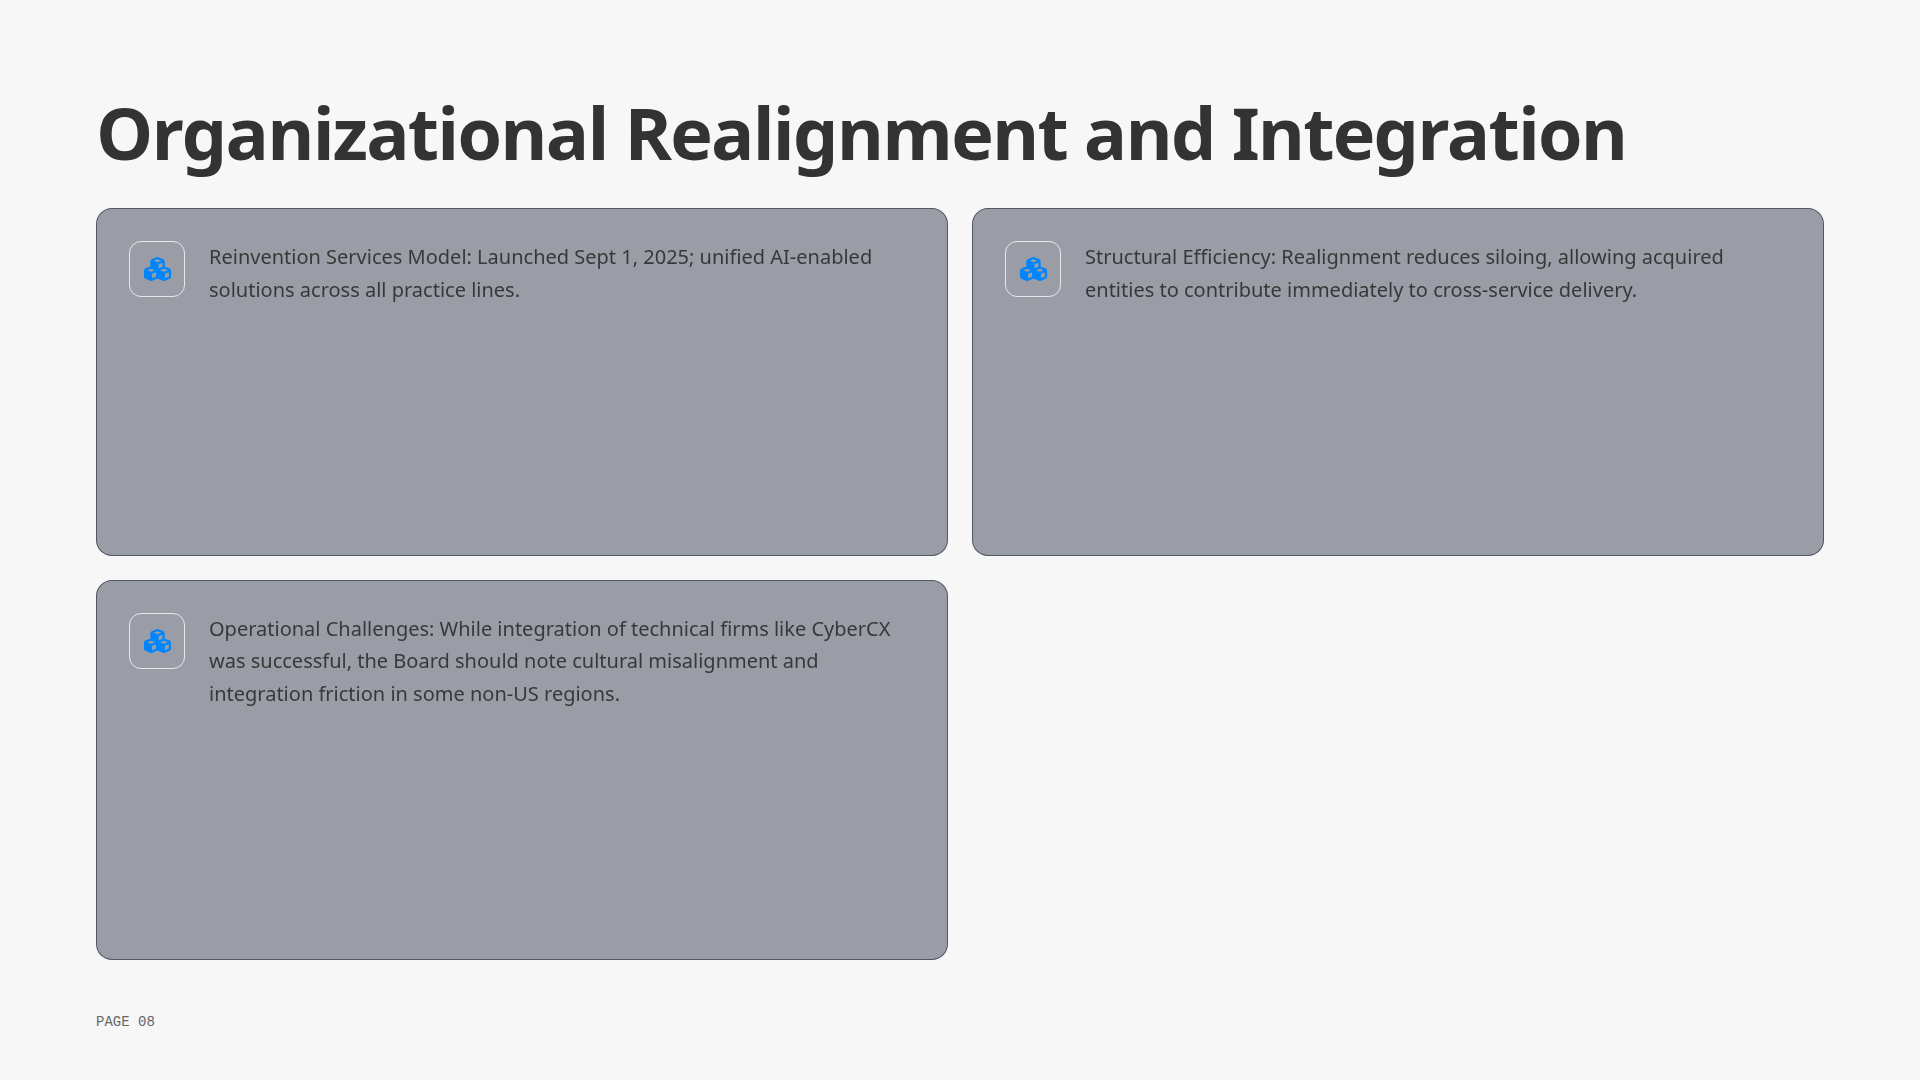 Organizational Realignment and Integration
Reinvention Services Model: Launched Sept 1, 2025; unified AI-enabled
solutions across all practice lines.
Structural Efficiency: Realignment reduces siloing, allowing acquired
entities to contribute immediately to cross-service delivery.
Operational Challenges: While integration of technical firms like CyberCX
was successful, the Board should note cultural misalignment and
integration friction in some non-US regions.
PAGE 08